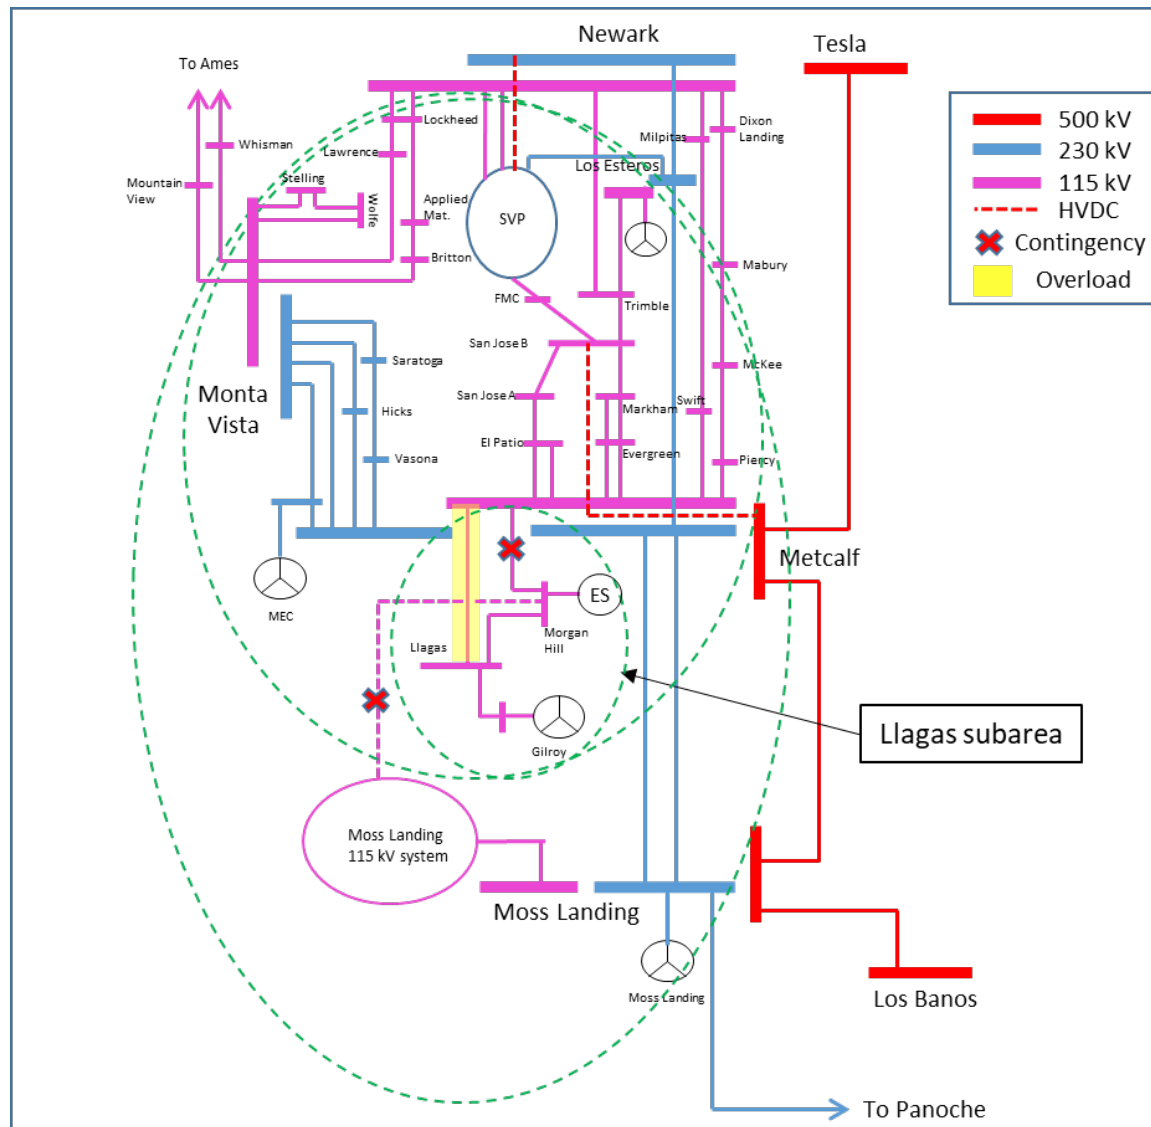 Newark
Tesla
To Ames
500 kV
230 kV
115 kV
HVDC
Contingency
Overload
Lockheed
Dixon
Landing
Milpitas
Whisman
Lawrence
Los Esteros
Stelling
Mountain
View
Wolfe
Applied
Mat.
SVP
Britton
Mabury
FMC
Trimble
San Jose B
Saratoga
McKee
Monta
Vista
San Jose A
Swift
Hicks
Markham
El Patio
Evergreen
Vasona
Piercy
Metcalf
ES
MEC
Morgan
Hill
Llagas
Llagas subarea
Gilroy
Moss Landing
115 kV system
Moss Landing
Moss Landing
Los Banos
To Panoche